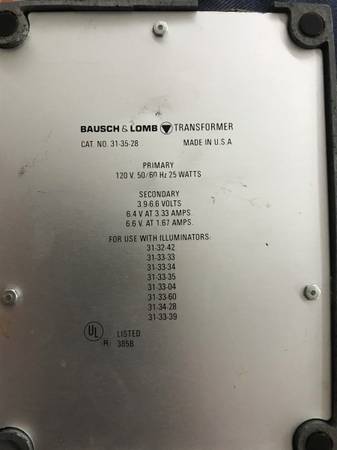 BAUSCH & LOMB TRANSFORMER
CAT. NO. 31-35-28 MADE IN U.S.A
PRIMARY
120 V. 50/60 Hz 25 WATTS
SECONDARY
3.9-6.6 VOLTS
6.4 V AT 3.33 AMPS.
6.6 V. AT 1.67 AMPS.
FOR USE WITH ILLUMINATORS:
31-32-42
31-33-33
31-33-34
31-33-35
31-33-04
31-33-60
31-34-28
31-33-39
UL R LISTED
385B